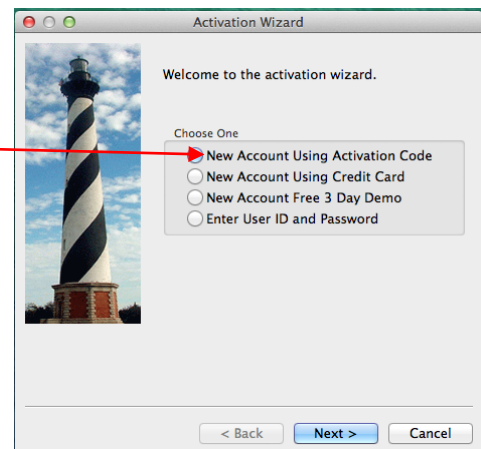 Activation Wizard
Welcome to the activation wizard.
Choose One
New Account Using Activation Code
New Account Using Credit Card
New Account Free 3 Day Demo
Enter User ID and Password
< Back Next > Cancel